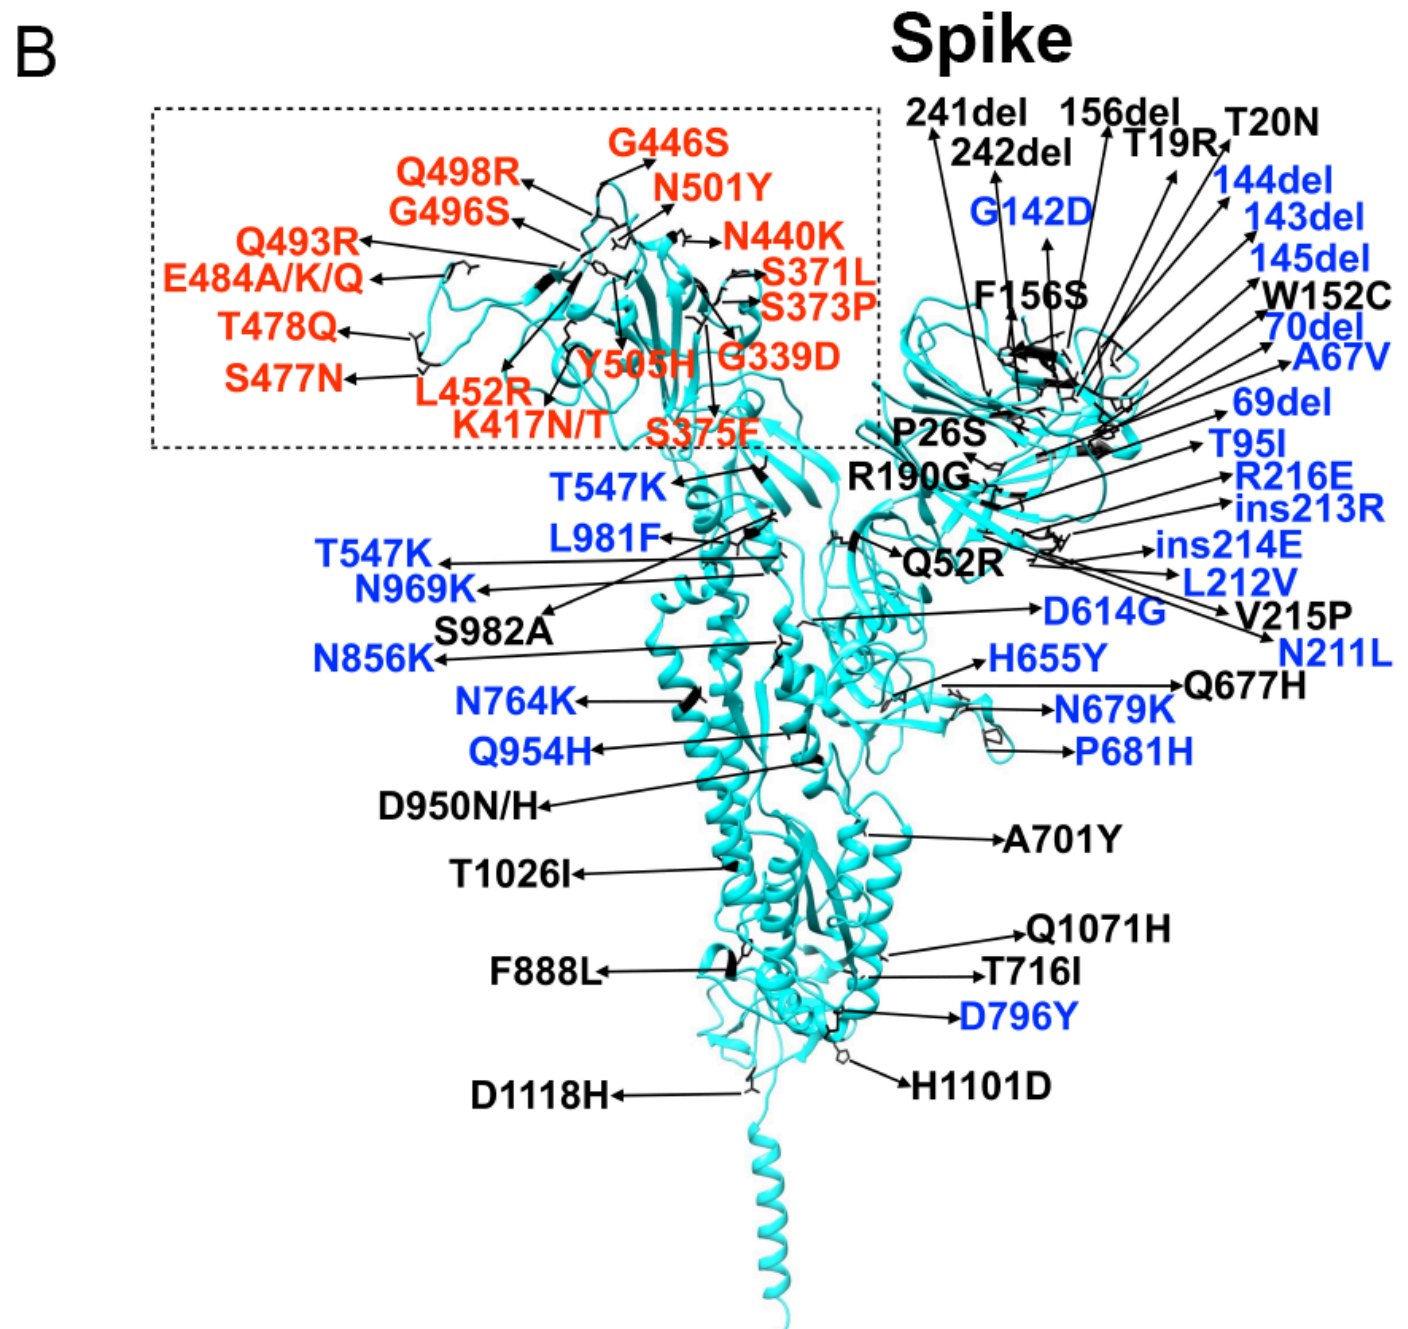 B
Spike
241del
156del
T20N
T19R
242del
144del
G142D
143del
145del
F156S
W152C
70del
A67V
69del
T95I
P26S
R190G
R216E
ins213R
ins214E
Q52R
L212V
V215P
N211L
G446S
Q498R
N501Y
G496S
Q493R
N440K
E484A/K/Q
S371L
S373P
T478Q
Y505H
G339D
S477N
L452R
K417N/T
S375F
T547K
L981F
T547K
N969K
S982A
D614G
N856K
H655Y
Q677H
N764K
N679K
Q954H
P681H
D950N/H
A701Y
T1026I
Q1071H
F888L
T716I
D796Y
D1118H
H1101D